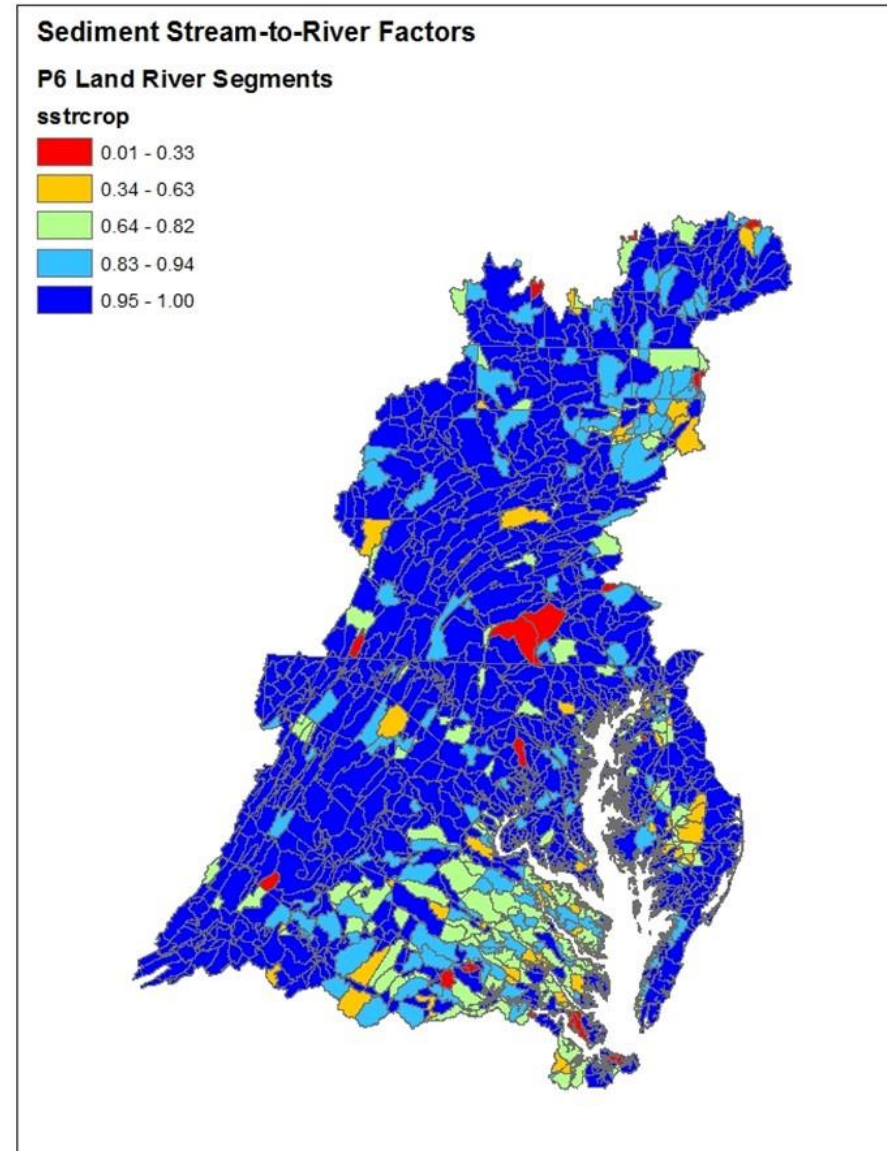 Sediment Stream-to-River Factors
P6 Land River Segments
sstrcrop
0.01 - 0.33
0.34 - 0.63
0.64 - 0.82
0.83 - 0.94
0.95 - 1.00